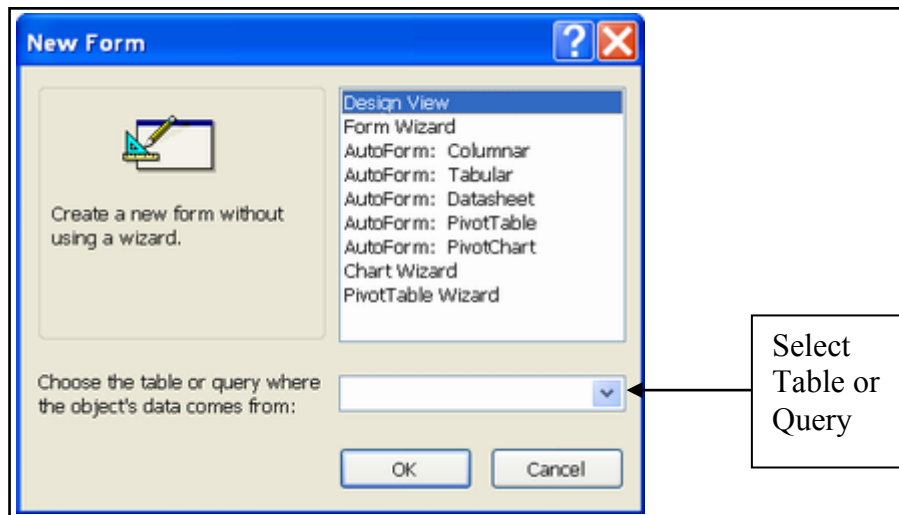 New Form
Design View
Form Wizard
AutoForm: Columnar
AutoForm: Tabular
AutoForm: Datasheet
AutoForm: PivotTable
AutoForm: PivotChart
Chart Wizard
PivotTable Wizard
Create a new form without
using a wizard.
Choose the table or query where
the object's data comes from:
OK
Cancel
Select
Table or
Query